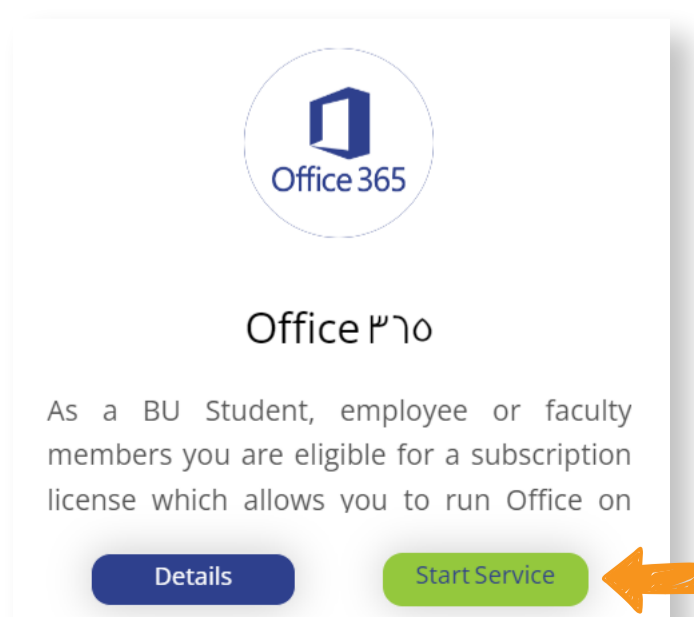 Office 365
Office ٣٦٥
As a BU Student, employee or faculty
members you are eligible for a subscription
license which allows you to run Office on
Details
Start Service